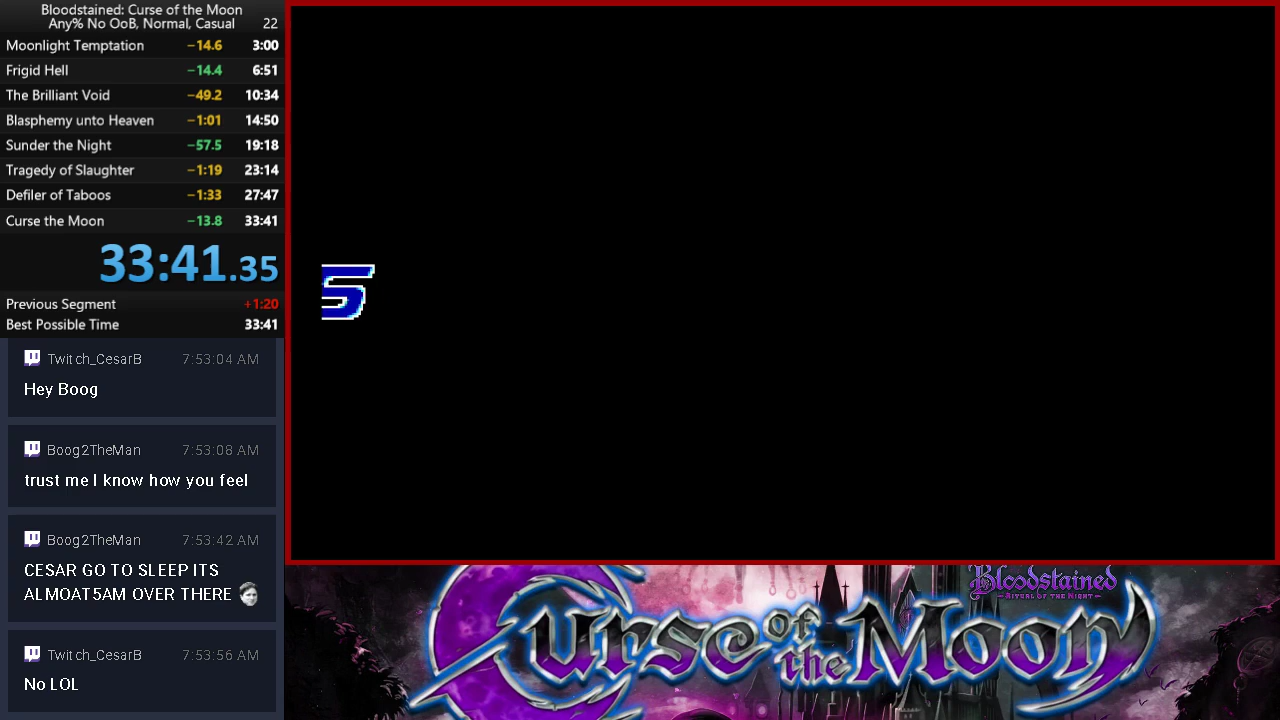 Bloodstained: Curse of the Moon
Any% No OoB, Normal, Casual 22
Moonlight Temptation −14.6 3:00
Frigid Hell −14.4 6:51
The Brilliant Void −49.2 10:34
Blasphemy unto Heaven −1:01 14:50
Sunder the Night −57.5 19:18
Tragedy of Slaughter −1:19 23:14
Defiler of Taboos −1:33 27:47
Curse the Moon −13.8 33:41
33:41.35
Previous Segment +1:20
Best Possible Time 33:41
Twitch_CesarB 7:53:04 AM
Hey Boog
Boog2TheMan 7:53:08 AM
trust me I know how you feel
Boog2TheMan 7:53:42 AM
CESAR GO TO SLEEP ITS
ALMOAT5AM OVER THERE
Twitch_CesarB 7:53:56 AM
No LOL
5
Bloodstained
RITUAL OF THE NIGHT
Curse of the Moon